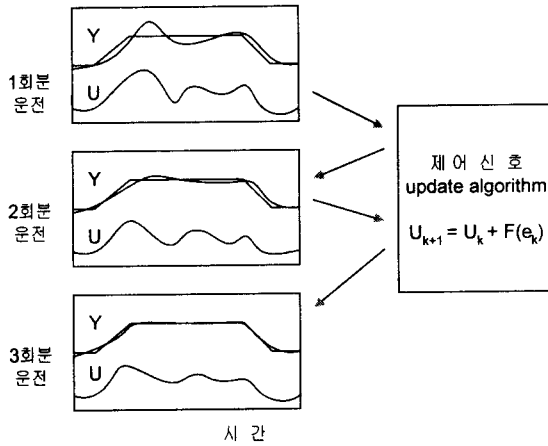 Y
U
1회분
운전
Y
U
2회분
운전
Y
U
3회분
운전
시 간
제 어 신 호
update algorithm
U_{k+1} = U_k + F(e_k)